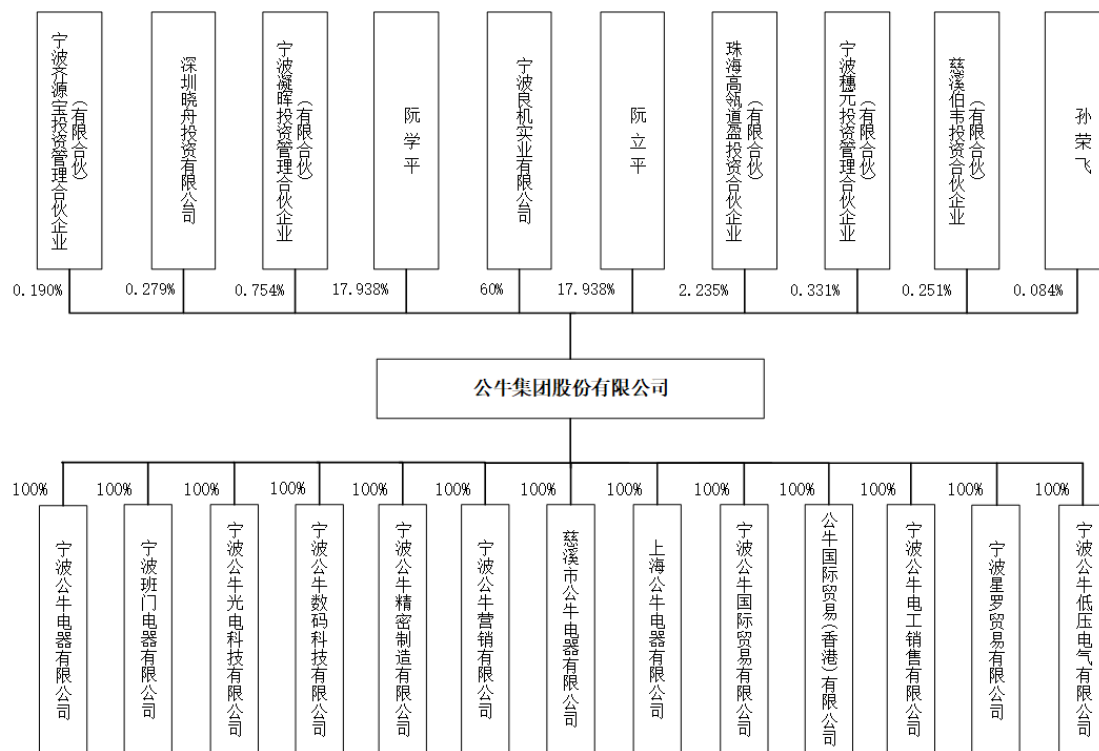 宁波齐源宝投资管理合伙企业
(有限合伙)
深圳晓舟投资有限公司
宁波凝晖投资管理合伙企业
(有限合伙)
阮学平
宁波良机实业有限公司
阮立平
珠海高瓴道盈投资合伙企业
(有限合伙)
宁波穗元投资管理合伙企业
(有限合伙)
慈溪伯韦投资合伙企业
(有限合伙)
孙荣飞
0.190%
0.279%
0.754%
17.938%
60%
17.938%
2.235%
0.331%
0.251%
0.084%
公牛集团股份有限公司
100%
100%
100%
100%
100%
100%
100%
100%
100%
100%
100%
100%
100%
宁波公牛电器有限公司
宁波班门电器有限公司
宁波公牛光电科技有限公司
宁波公牛数码科技有限公司
宁波公牛精密制造有限公司
宁波公牛营销有限公司
慈溪市公牛电器有限公司
上海公牛电器有限公司
宁波公牛国际贸易有限公司
公牛国际贸易(香港)有限公司
宁波公牛电工销售有限公司
宁波星罗贸易有限公司
宁波公牛低压电气有限公司